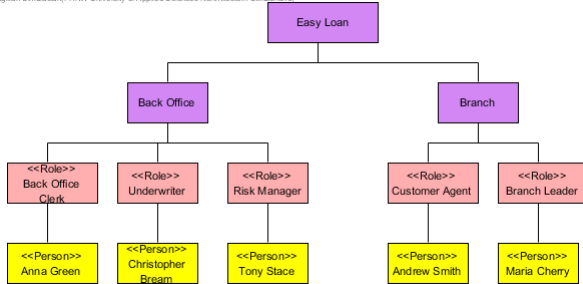 Easy Loan
Back Office
Branch
<<Role>>
Back Office
Clerk
<<Role>>
Underwriter
<<Role>>
Risk Manager
<<Role>>
Customer Agent
<<Role>>
Branch Leader
<<Person>>
Anna Green
<<Person>>
Christopher
Bream
<<Person>>
Tony Stace
<<Person>>
Andrew Smith
<<Person>>
Maria Cherry